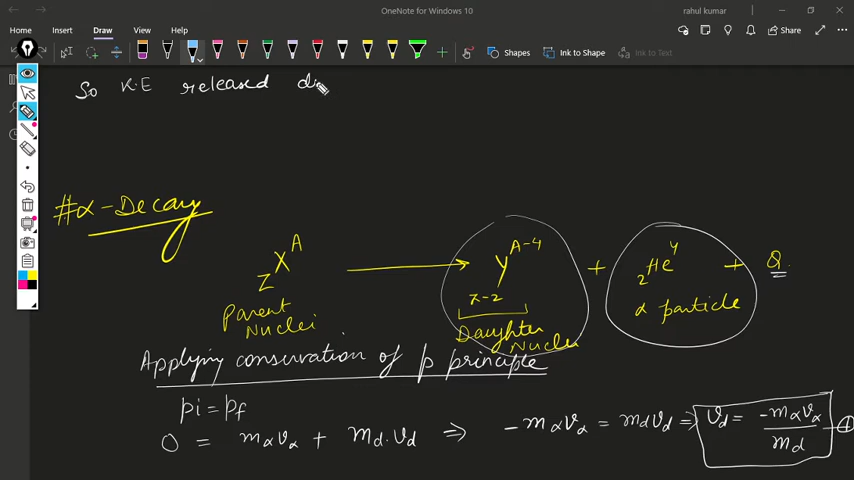 OneNote for Windows 10
rahul kumar
Home Insert Draw View Help
Share
Shapes Ink to Shape Ink to Text
So K.E released di
#α-Decay
zX^A → z-2Y^A-4 + 2He^4 + Q
Parent Nuclei
Daughter Nuclei
α particle
Applying conservation of p principle
pi = pf
0 = mαvα + md.vd ⇒ -mαvα = mdvd ⇒ vd = -mαvα / md